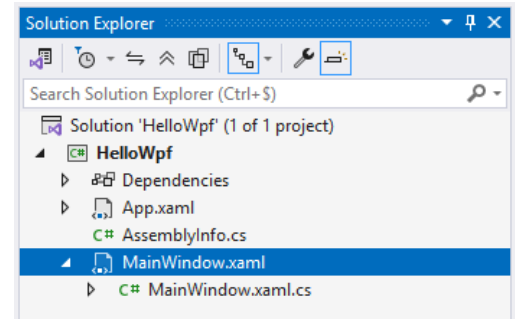 Solution Explorer
Search Solution Explorer (Ctrl+$)
Solution 'HelloWpf' (1 of 1 project)
C# HelloWpf
Dependencies
App.xaml
C# AssemblyInfo.cs
MainWindow.xaml
C# MainWindow.xaml.cs